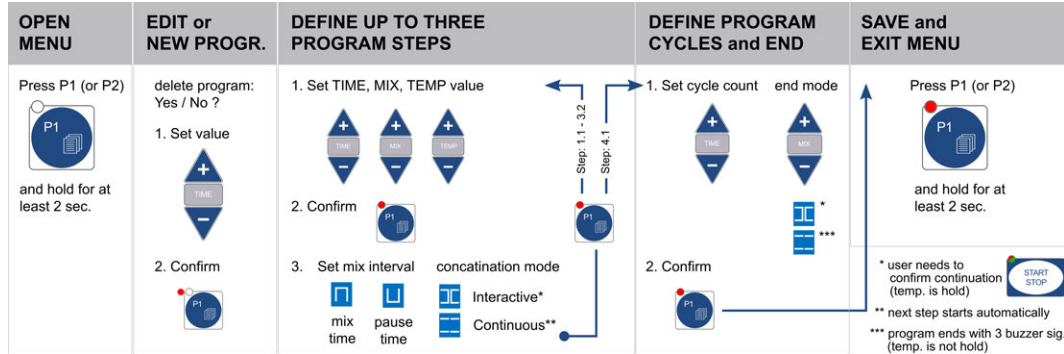 OPEN
MENU
EDIT or
NEW PROGR.
DEFINE UP TO THREE
PROGRAM STEPS
DEFINE PROGRAM
CYCLES and END
SAVE and
EXIT MENU
Press P1 (or P2)
P1
and hold for at
least 2 sec.
delete program:
Yes / No ?
1. Set value
+
TIME
−
2. Confirm
P1
1. Set TIME, MIX, TEMP value
+ + +
TIME MIX TEMP
− − −
2. Confirm
P1
3. Set mix interval
mix
time
pause
time
concatination mode
Interactive*
Continuous**
Step: 1.1 - 3.2
Step: 4.1
P1
1. Set cycle count
end mode
+ +
TIME MIX
− −
*
***
2. Confirm
P1
Press P1 (or P2)
P1
and hold for at
least 2 sec.
* user needs to
confirm continuation
(temp. is hold)
START
STOP
** next step starts automatically
*** program ends with 3 buzzer sig.
(temp. is not hold)